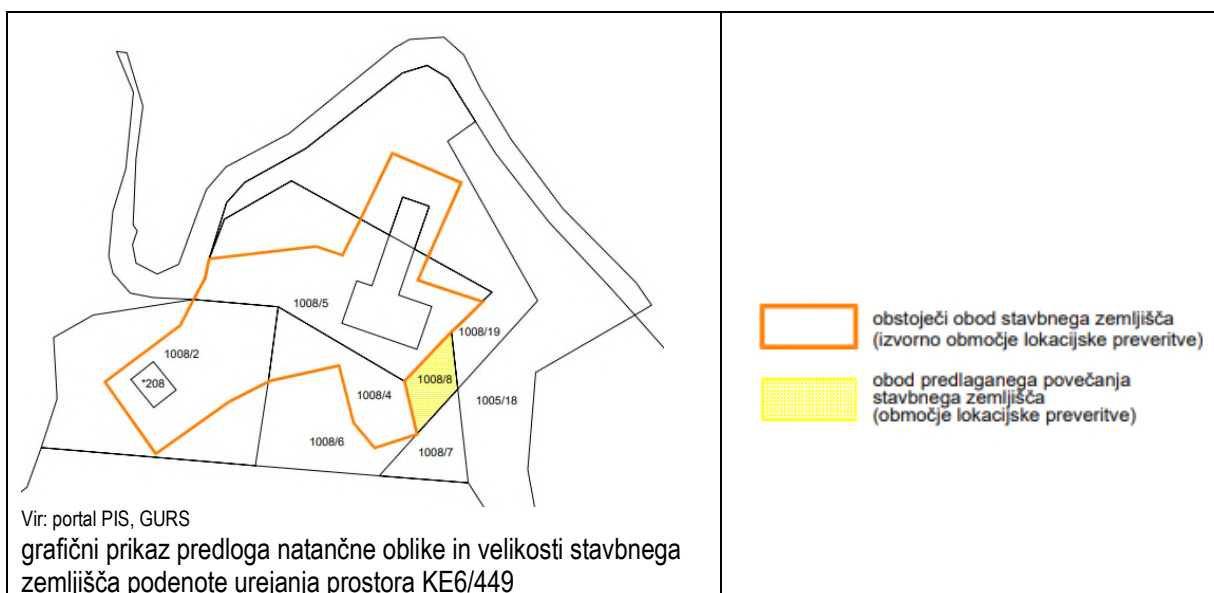 1008/5
1008/19
1008/2
*208
1008/8
1008/4
1005/18
1008/6
1008/7
Vir: portal PIS, GURS
grafični prikaz predloga natančne oblike in velikosti stavbnega
zemljišča podenote urejanja prostora KE6/449
obstoječi obod stavbnega zemljišča
(izvorno območje lokacijske preveritve)
obod predlaganega povečanja
stavbnega zemljišča
(območje lokacijske preveritve)